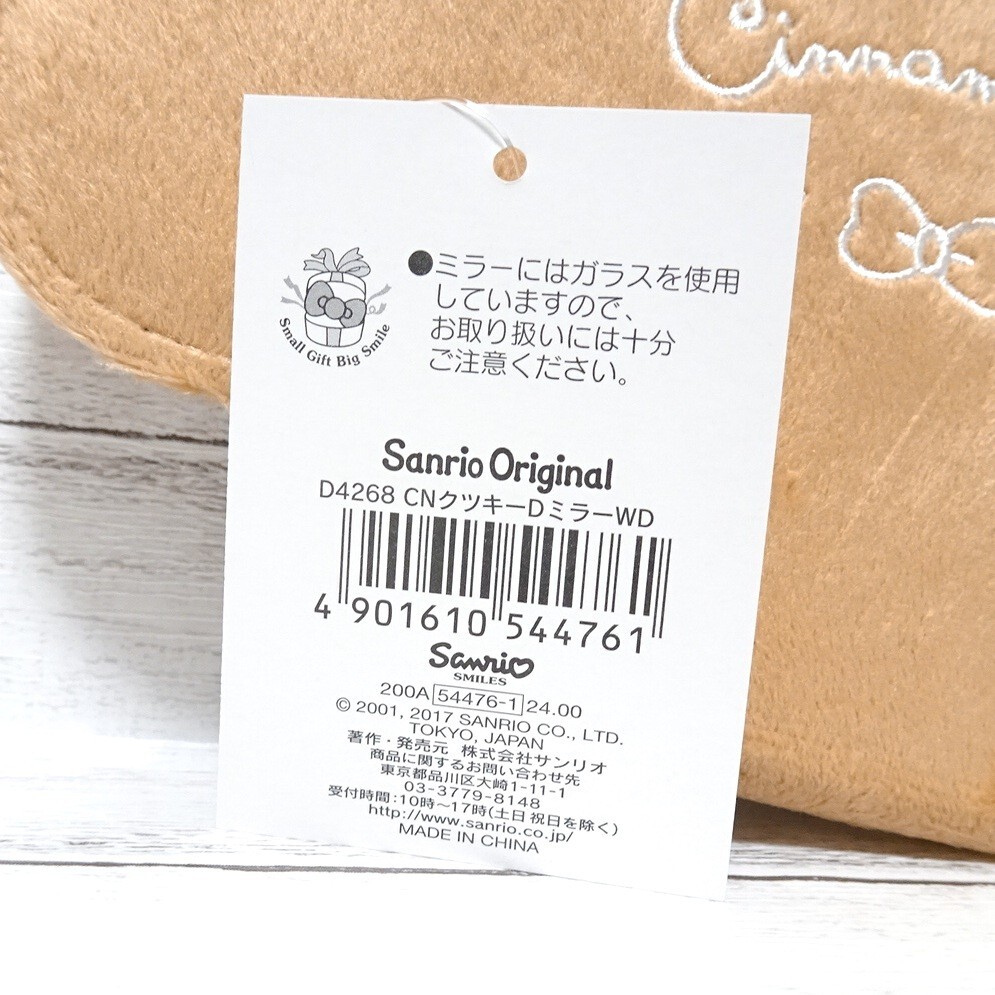 Cinnam
Small Gift Big Smile
●ミラーにはガラスを使用
していますので、
お取り扱いには十分
ご注意ください。
Sanrio Original
D4268 CNクツキーDミラーWD
4 901610 544761
Sanrio
SMILES
200A 54476-1 24.00
© 2001, 2017 SANRIO CO., LTD.
TOKYO, JAPAN
著作・発売元 株式会社サンリオ
商品に関するお問い合わせ先
東京都品川区大崎1-11-1
03-3779-8148
受付時間:10時〜17時(土日祝日を除く)
http://www.sanrio.co.jp/
MADE IN CHINA